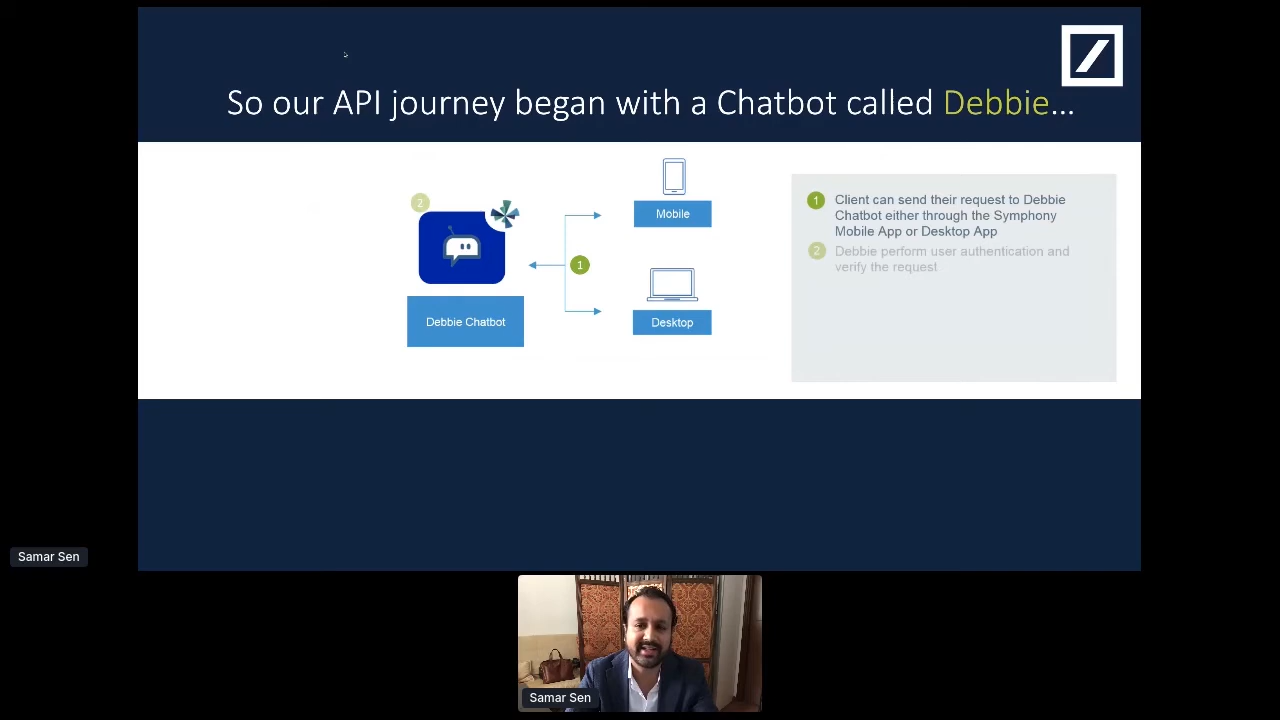 So our API journey began with a Chatbot called Debbie...
2
Debbie Chatbot
1
Mobile
Desktop
1 Client can send their request to Debbie
Chatbot either through the Symphony
Mobile App or Desktop App
2 Debbie perform user authentication and
verify the request
Samar Sen
Samar Sen